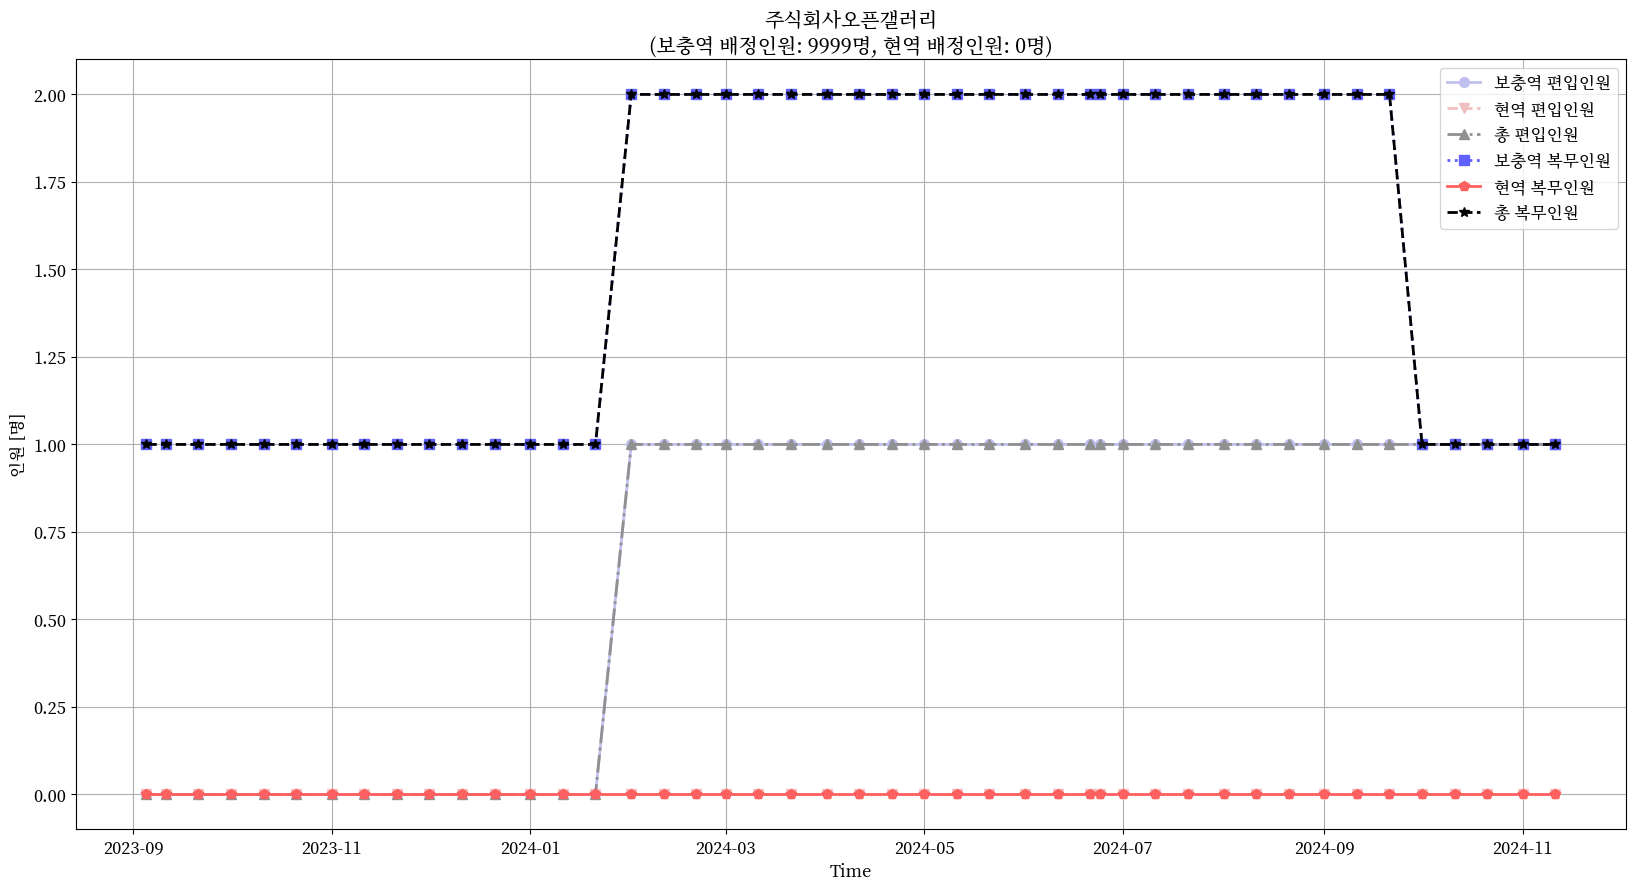 주식회사오픈갤러리
(보충역 배정인원: 9999명, 현역 배정인원: 0명)
보충역 편입인원
현역 편입인원
총 편입인원
보충역 복무인원
현역 복무인원
총 복무인원
인원 [명]
2.00
1.75
1.50
1.25
1.00
0.75
0.50
0.25
0.00
2023-09
2023-11
2024-01
2024-03
2024-05
2024-07
2024-09
2024-11
Time